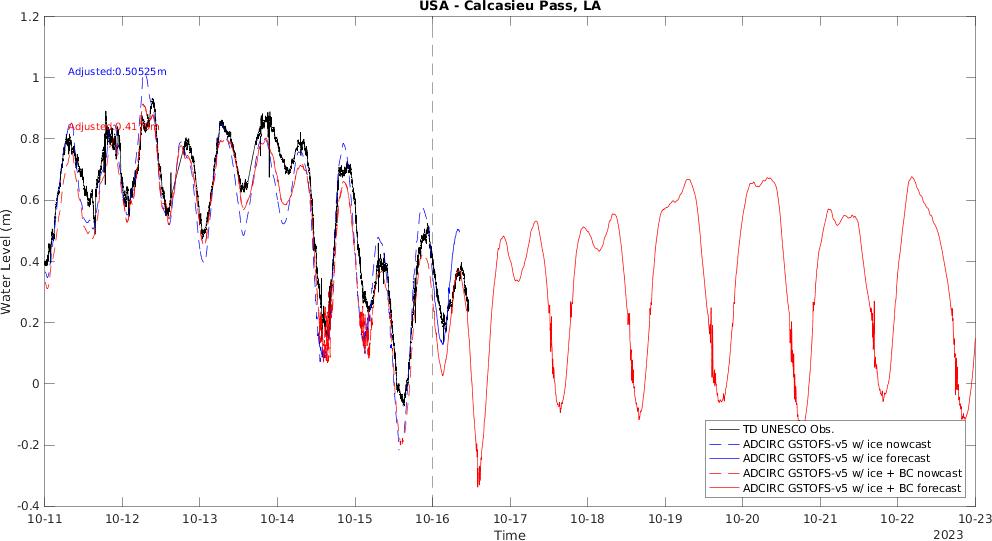 USA - Calcasieu Pass, LA
1.2
1
0.8
0.6
0.4
0.2
0
-0.2
-0.4
Water Level (m)
Adjusted:0.50525m
TD UNESCO Obs.
ADCIRC GSTOFS-v5 w/ ice nowcast
ADCIRC GSTOFS-v5 w/ ice forecast
ADCIRC GSTOFS-v5 w/ ice + BC nowcast
ADCIRC GSTOFS-v5 w/ ice + BC forecast
10-11 10-12 10-13 10-14 10-15 10-16 10-17 10-18 10-19 10-20 10-21 10-22 10-23
Time
2023